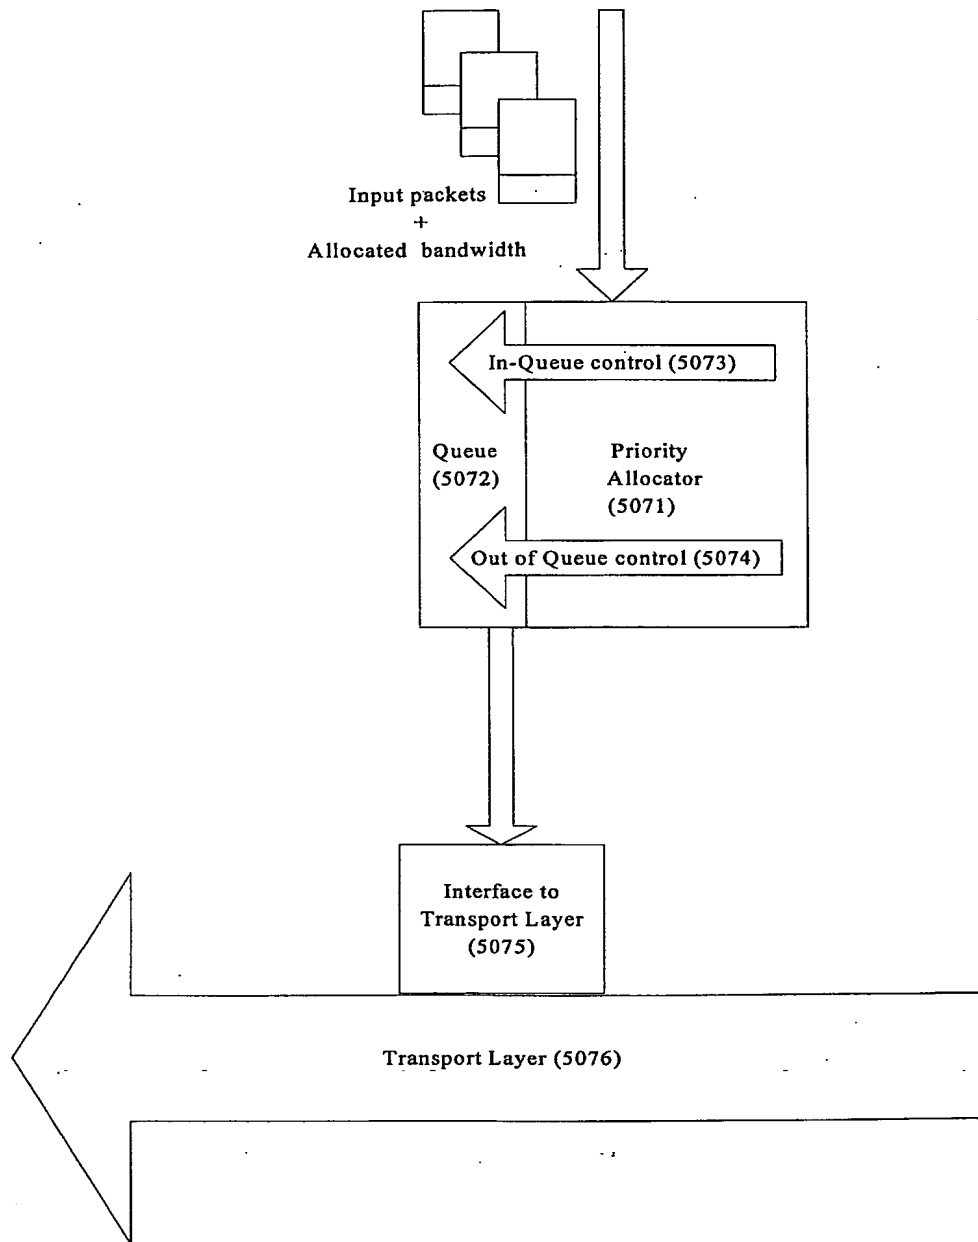 Input packets
+
Allocated bandwidth
In-Queue control (5073)
Queue
(5072)
Priority
Allocator
(5071)
Out of Queue control (5074)
Interface to
Transport Layer
(5075)
Transport Layer (5076)